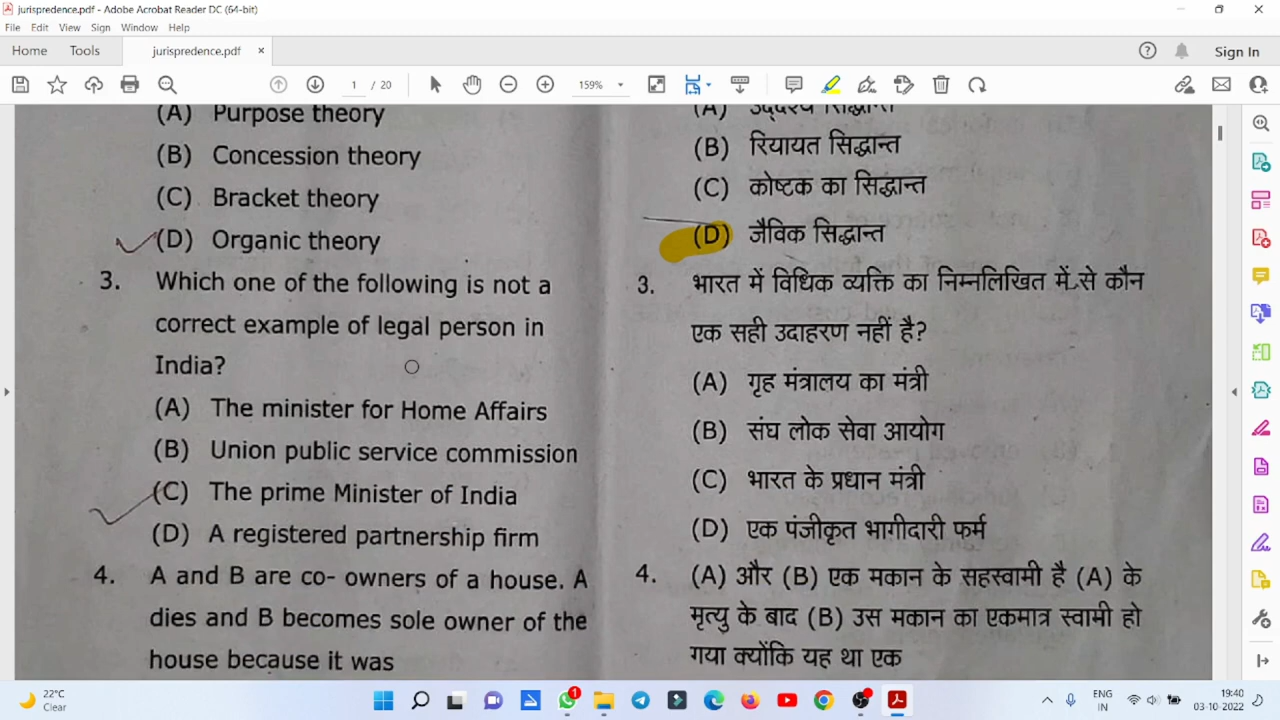 jurispredence.pdf - Adobe Acrobat Reader DC (64-bit)
File Edit View Sign Window Help
Home Tools jurispredence.pdf × Sign In
1 / 20 159%
(A) Purpose theory
(B) Concession theory
(C) Bracket theory
(D) Organic theory
3. Which one of the following is not a
correct example of legal person in
India?
(A) The minister for Home Affairs
(B) Union public service commission
(C) The prime Minister of India
(D) A registered partnership firm
4. A and B are co- owners of a house. A
dies and B becomes sole owner of the
house because it was
(A) उद्देश्य सिद्धान्त
(B) रियायत सिद्धान्त
(C) कोष्टक का सिद्धान्त
(D) जैविक सिद्धान्त
3. भारत में विधिक व्यक्ति का निम्नलिखित में से कौन
एक सही उदाहरण नहीं है?
(A) गृह मंत्रालय का मंत्री
(B) संघ लोक सेवा आयोग
(C) भारत के प्रधान मंत्री
(D) एक पंजीकृत भागीदारी फर्म
4. (A) और (B) एक मकान के सहस्वामी है (A) के
मृत्यु के बाद (B) उस मकान का एकमात्र स्वामी हो
गया क्योंकि यह था एक
22°C
Clear
1
ENG
IN
19:40
03-10-2022